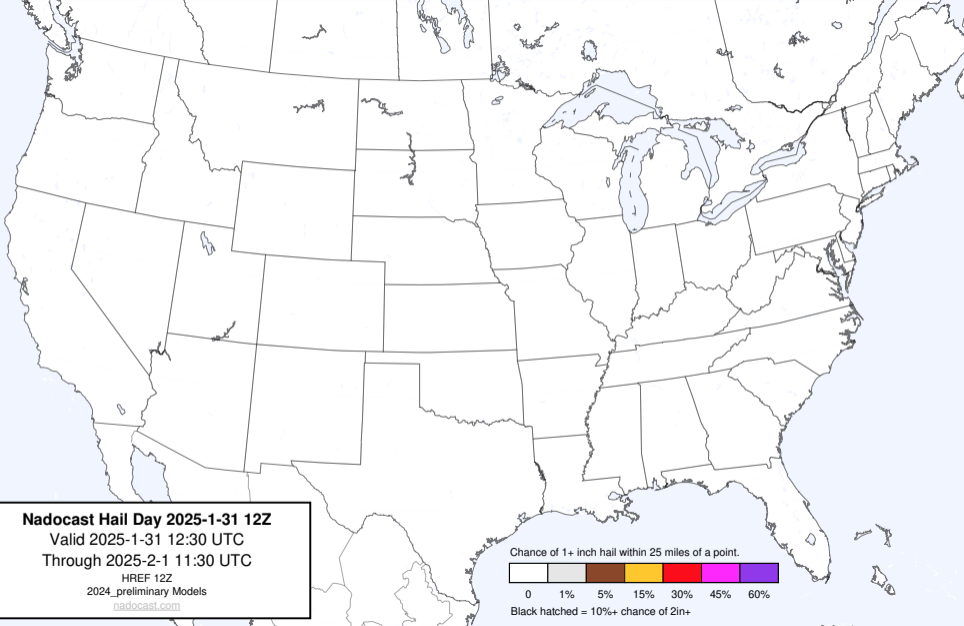 Nadocast Hail Day 2025-1-31 12Z
Valid 2025-1-31 12:30 UTC
Through 2025-2-1 11:30 UTC
HREF 12Z
2024_preliminary Models
nadocast.com
Chance of 1+ inch hail within 25 miles of a point.
0 1% 5% 15% 30% 45% 60%
Black hatched = 10%+ chance of 2in+